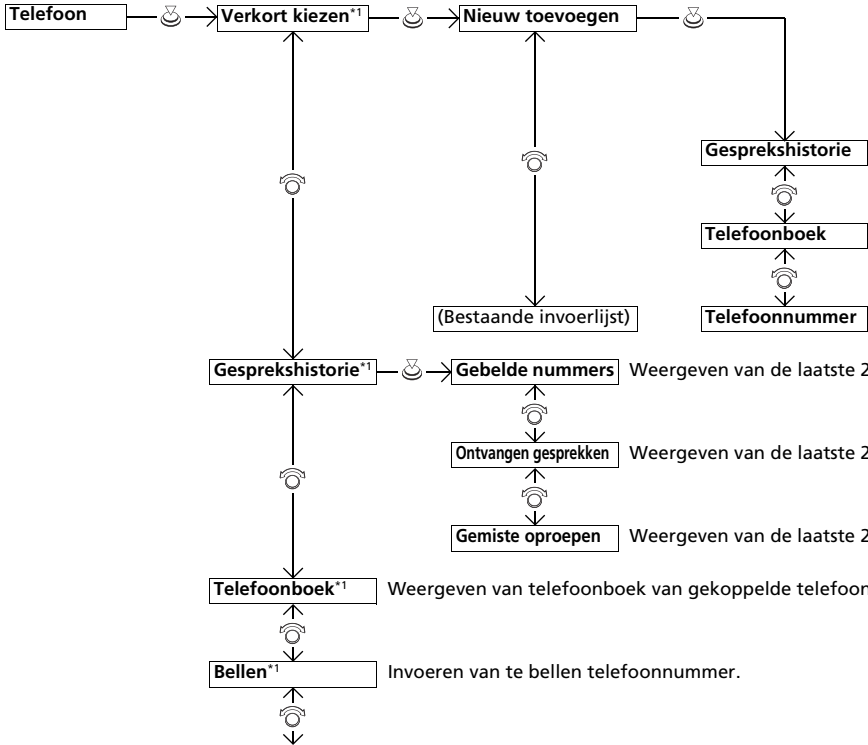 Telefoon
Verkort kiezen*1
Nieuw toevoegen
Gesprekshistorie
Telefoonboek
Telefoonnummer
(Bestaande invoerlijst)
Gesprekshistorie*1
Gebelde nummers
Weergeven van de laatste 2
Ontvangen gesprekken
Weergeven van de laatste 2
Gemiste oproepen
Weergeven van de laatste 2
Telefoonboek*1
Weergeven van telefoonboek van gekoppelde telefoon
Bellen*1
Invoeren van te bellen telefoonnummer.